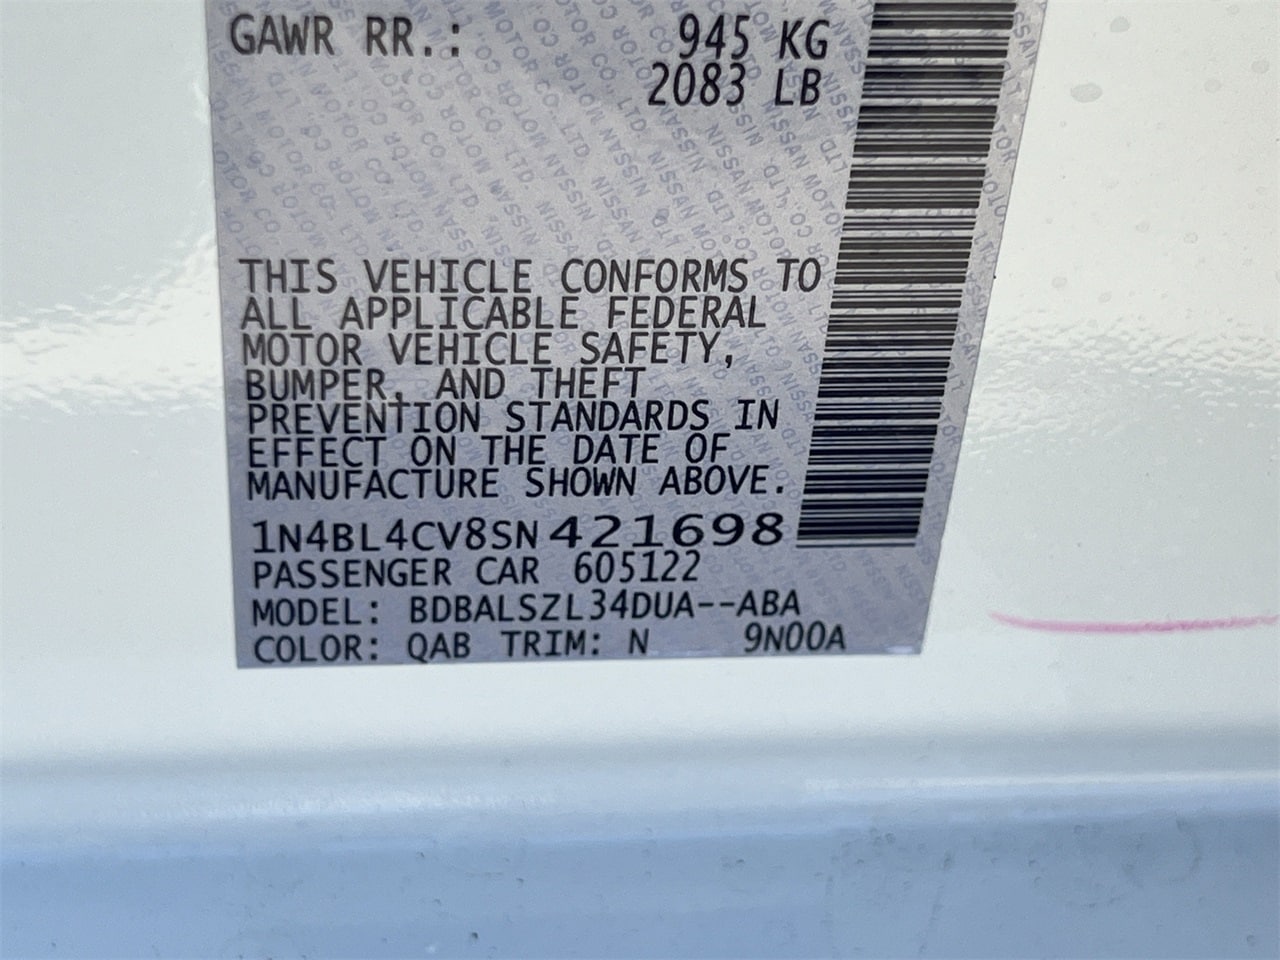 GAWR RR.: 945 KG
2083 LB
THIS VEHICLE CONFORMS TO
ALL APPLICABLE FEDERAL
MOTOR VEHICLE SAFETY,
BUMPER, AND THEFT
PREVENTION STANDARDS IN
EFFECT ON THE DATE OF
MANUFACTURE SHOWN ABOVE.
1N4BL4CV8SN421698
PASSENGER CAR 605122
MODEL: BDBALSZL34DUA--ABA
COLOR: QAB TRIM: N 9N00A